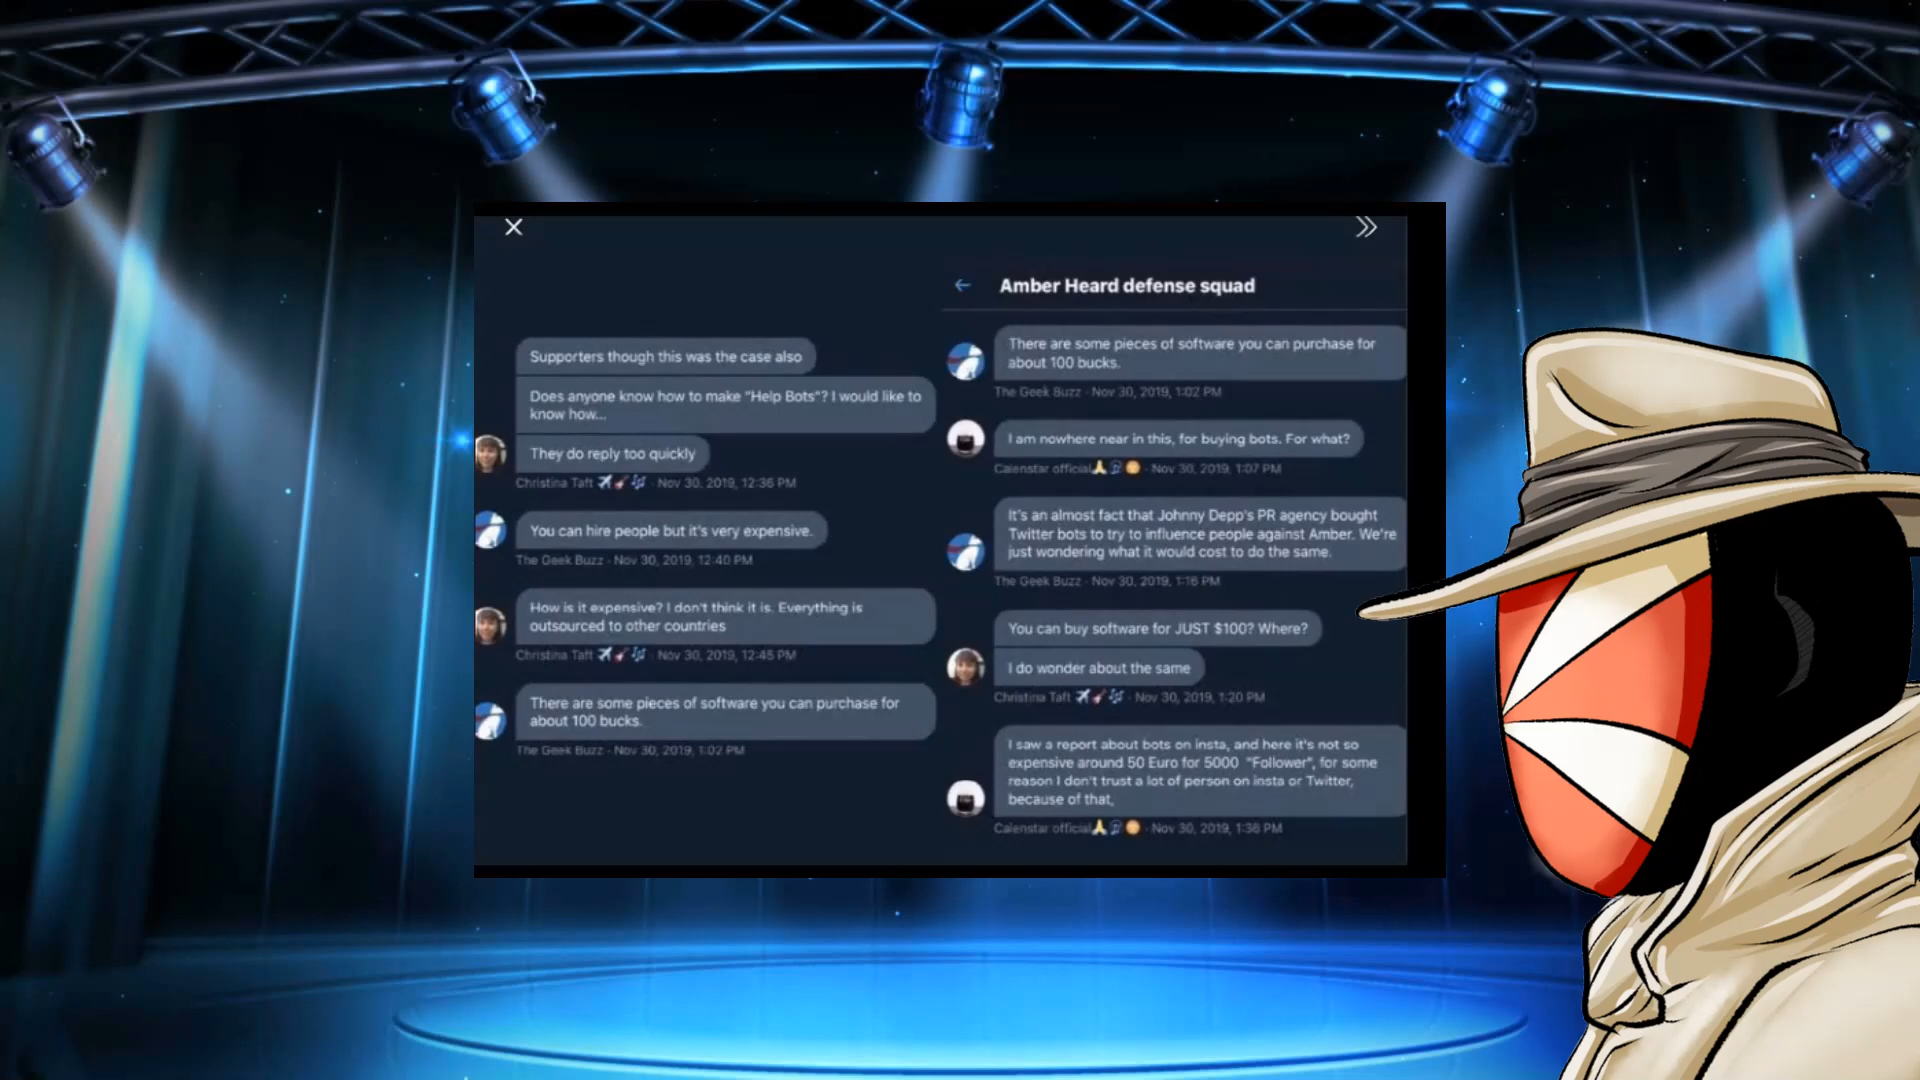 Supporters though this was the case also
Does anyone know how to make "Help Bots"? I would like to
know how...
They do reply too quickly
Christina Taft ✈️🎸🎶 · Nov 30, 2019, 12:36 PM
You can hire people but it's very expensive.
The Geek Buzz · Nov 30, 2019, 12:40 PM
How is it expensive? I don't think it is. Everything is
outsourced to other countries
Christina Taft ✈️🎸🎶 · Nov 30, 2019, 12:45 PM
There are some pieces of software you can purchase for
about 100 bucks.
The Geek Buzz · Nov 30, 2019, 1:02 PM
Amber Heard defense squad
There are some pieces of software you can purchase for
about 100 bucks.
The Geek Buzz · Nov 30, 2019, 1:02 PM
I am nowhere near in this, for buying bots. For what?
Calenstar official · Nov 30, 2019, 1:07 PM
It's an almost fact that Johnny Depp's PR agency bought
Twitter bots to try to influence people against Amber. We're
just wondering what it would cost to do the same.
The Geek Buzz · Nov 30, 2019, 1:16 PM
You can buy software for JUST $100? Where?
I do wonder about the same
Christina Taft ✈️🎸🎶 · Nov 30, 2019, 1:20 PM
I saw a report about bots on insta, and here it's not so
expensive around 50 Euro for 5000 "Follower", for some
reason I don't trust a lot of person on insta or Twitter,
because of that,
Calenstar official · Nov 30, 2019, 1:36 PM